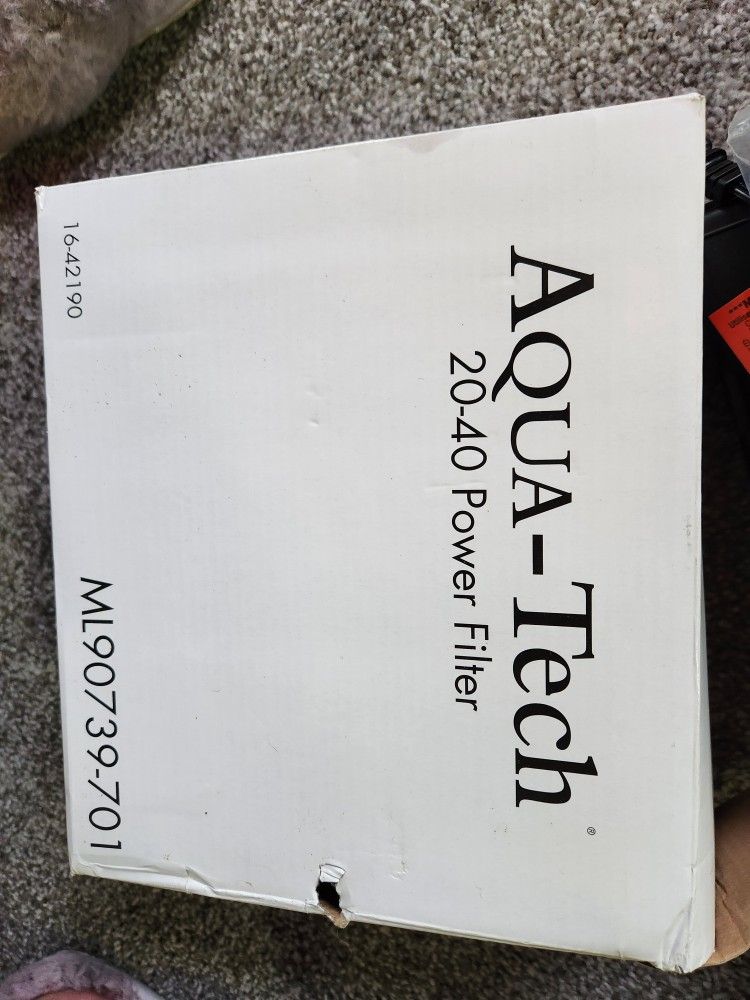 AQUA-Tech®
20-40 Power Filter
16-42190
ML90739-701